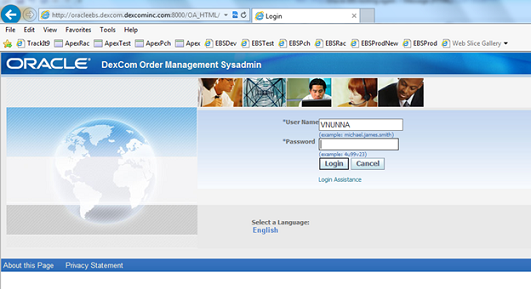 http://oracleebs.dexcom.dexcominc.com:8000/OA_HTML/
Login
File Edit View Favorites Tools Help
TrackIt9 ApexRac ApexTest ApexPch Apex EBSDev EBSTest EBSPch EBSRac EBSProdNew EBSProd Web Slice Gallery
ORACLE DexCom Order Management Sysadmin
*User Name VNUNNA
(example: michael.james.smith)
*Password
(example: 4u99v23)
Login Cancel
Login Assistance
Select a Language:
English
About this Page Privacy Statement